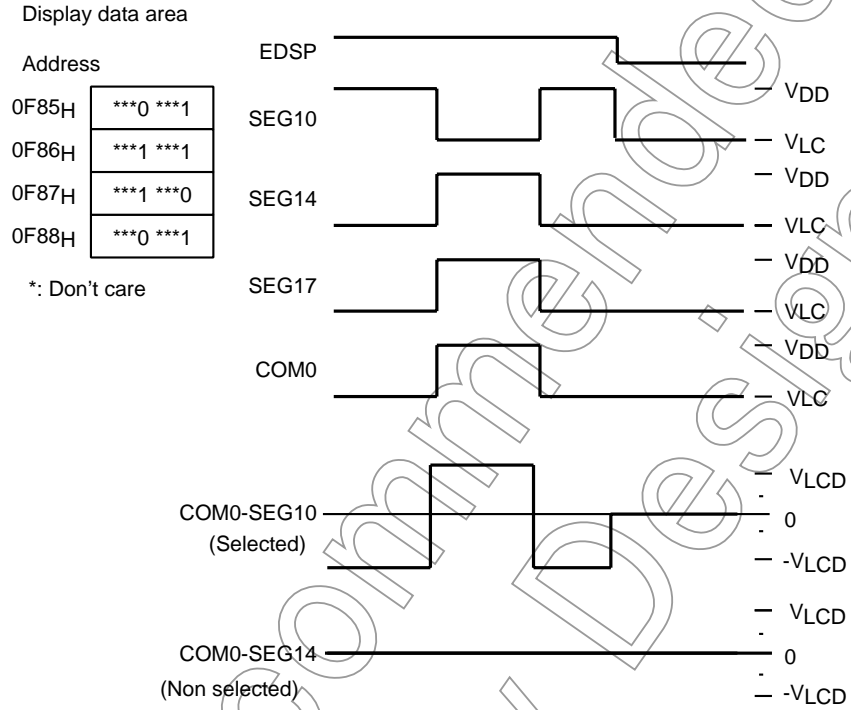 Display data area
Address
0F85H ***0 ***1
0F86H ***1 ***1
0F87H ***1 ***0
0F88H ***0 ***1
*: Don't care
EDSP
SEG10
VDD
VLC
SEG14
VDD
VLC
SEG17
VDD
VLC
COM0
VDD
VLC
COM0-SEG10
(Selected)
VLCD
0
-VLCD
COM0-SEG14
(Non selected)
VLCD
0
-VLCD